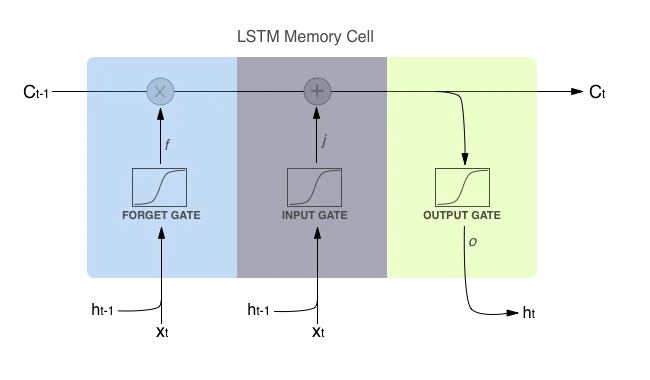 LSTM Memory Cell
Ct-1
x
+
Ct
f
j
FORGET GATE
INPUT GATE
OUTPUT GATE
o
ht-1
xt
ht-1
xt
ht